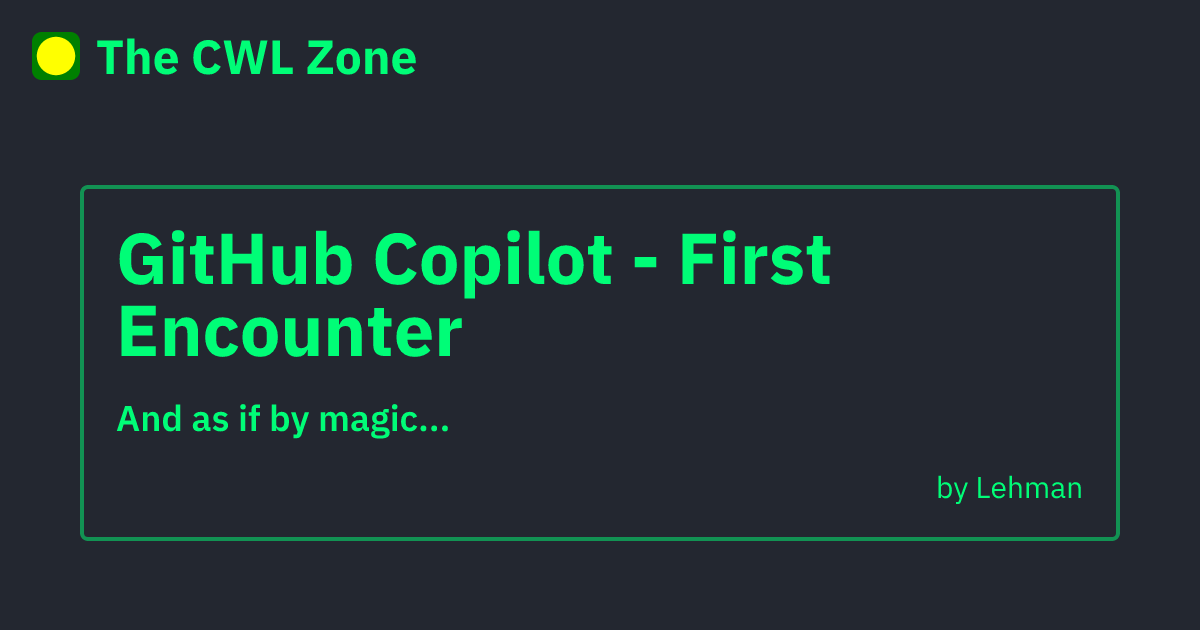 The CWL Zone
GitHub Copilot - First
Encounter
And as if by magic...
by Lehman